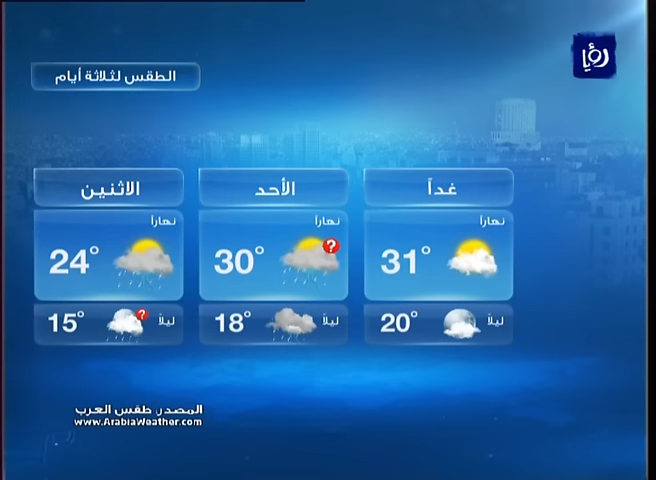 رؤيا
الطقس لثلاثة أيام
غداً
نهاراً
31°
ليلاً
20°
الأحد
نهاراً
30°
?
ليلاً
18°
الاثنين
نهاراً
24°
ليلاً
15°
?
المصدر: طقس العرب
www.ArabiaWeather.com